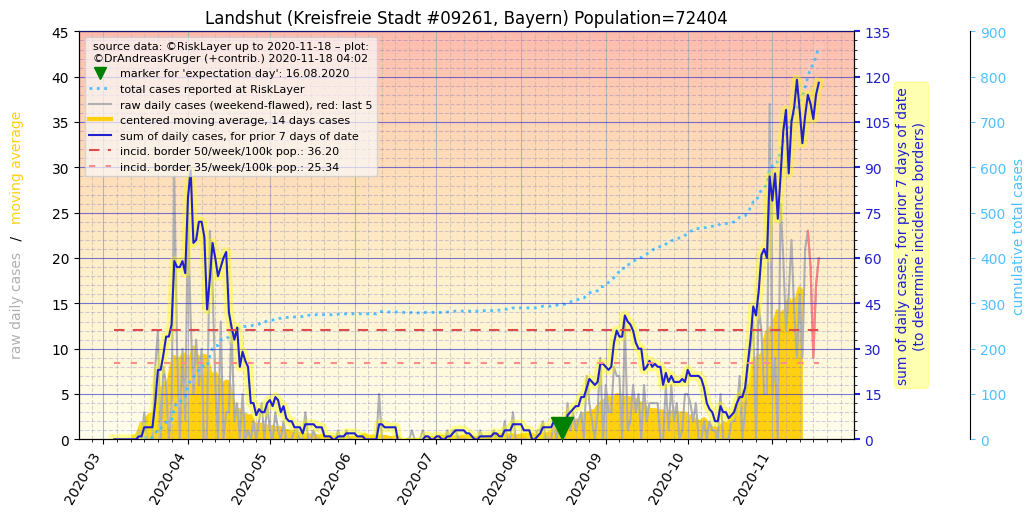 Landshut (Kreisfreie Stadt #09261, Bayern) Population=72404
source data: ©RiskLayer up to 2020-11-18 – plot:
©DrAndreasKruger (+contrib.) 2020-11-18 04:02
marker for 'expectation day': 16.08.2020
total cases reported at RiskLayer
raw daily cases (weekend-flawed), red: last 5
centered moving average, 14 days cases
sum of daily cases, for prior 7 days of date
incid. border 50/week/100k pop.: 36.20
incid. border 35/week/100k pop.: 25.34
raw daily cases / moving average
45
40
35
30
25
20
15
10
5
0
2020-03
2020-04
2020-05
2020-06
2020-07
2020-08
2020-09
2020-10
2020-11
135
120
105
90
75
60
45
30
15
0
sum of daily cases, for prior 7 days of date
(to determine incidence borders)
900
800
700
600
500
400
300
200
100
0
cumulative total cases